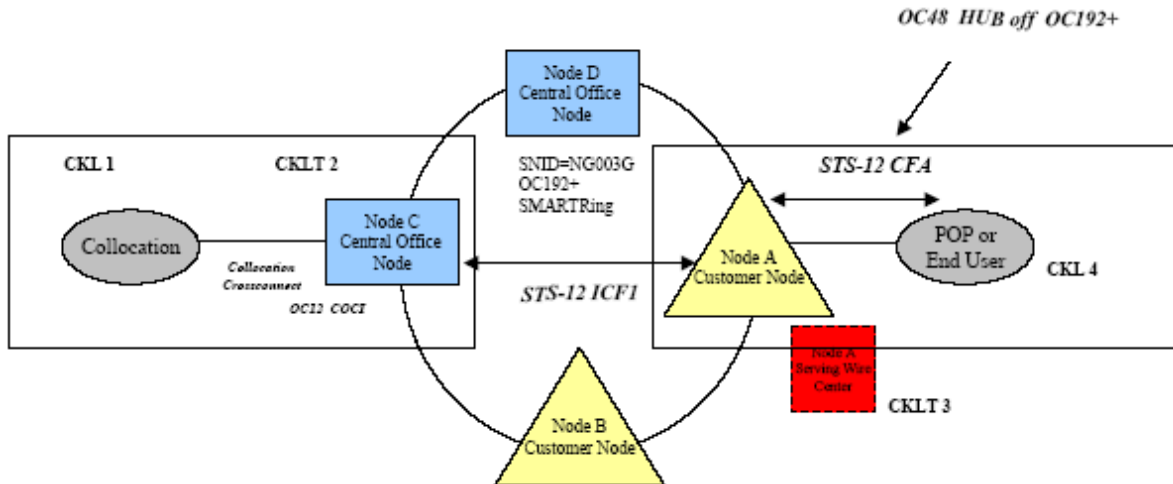 OC48 HUB off OC192+
Node D
Central Office
Node
CKL 1
CKLT 2
SNID=NG003G
OC192+
SMARTRing
STS-12 CFA
Collocation
Node C
Central Office
Node
Node A
Customer Node
POP or
End User
CKL 4
Collocation
Crossconnect
OC12 COCI
STS-12 ICF1
Node A
Serving Wire
Center
CKLT 3
Node B
Customer Node